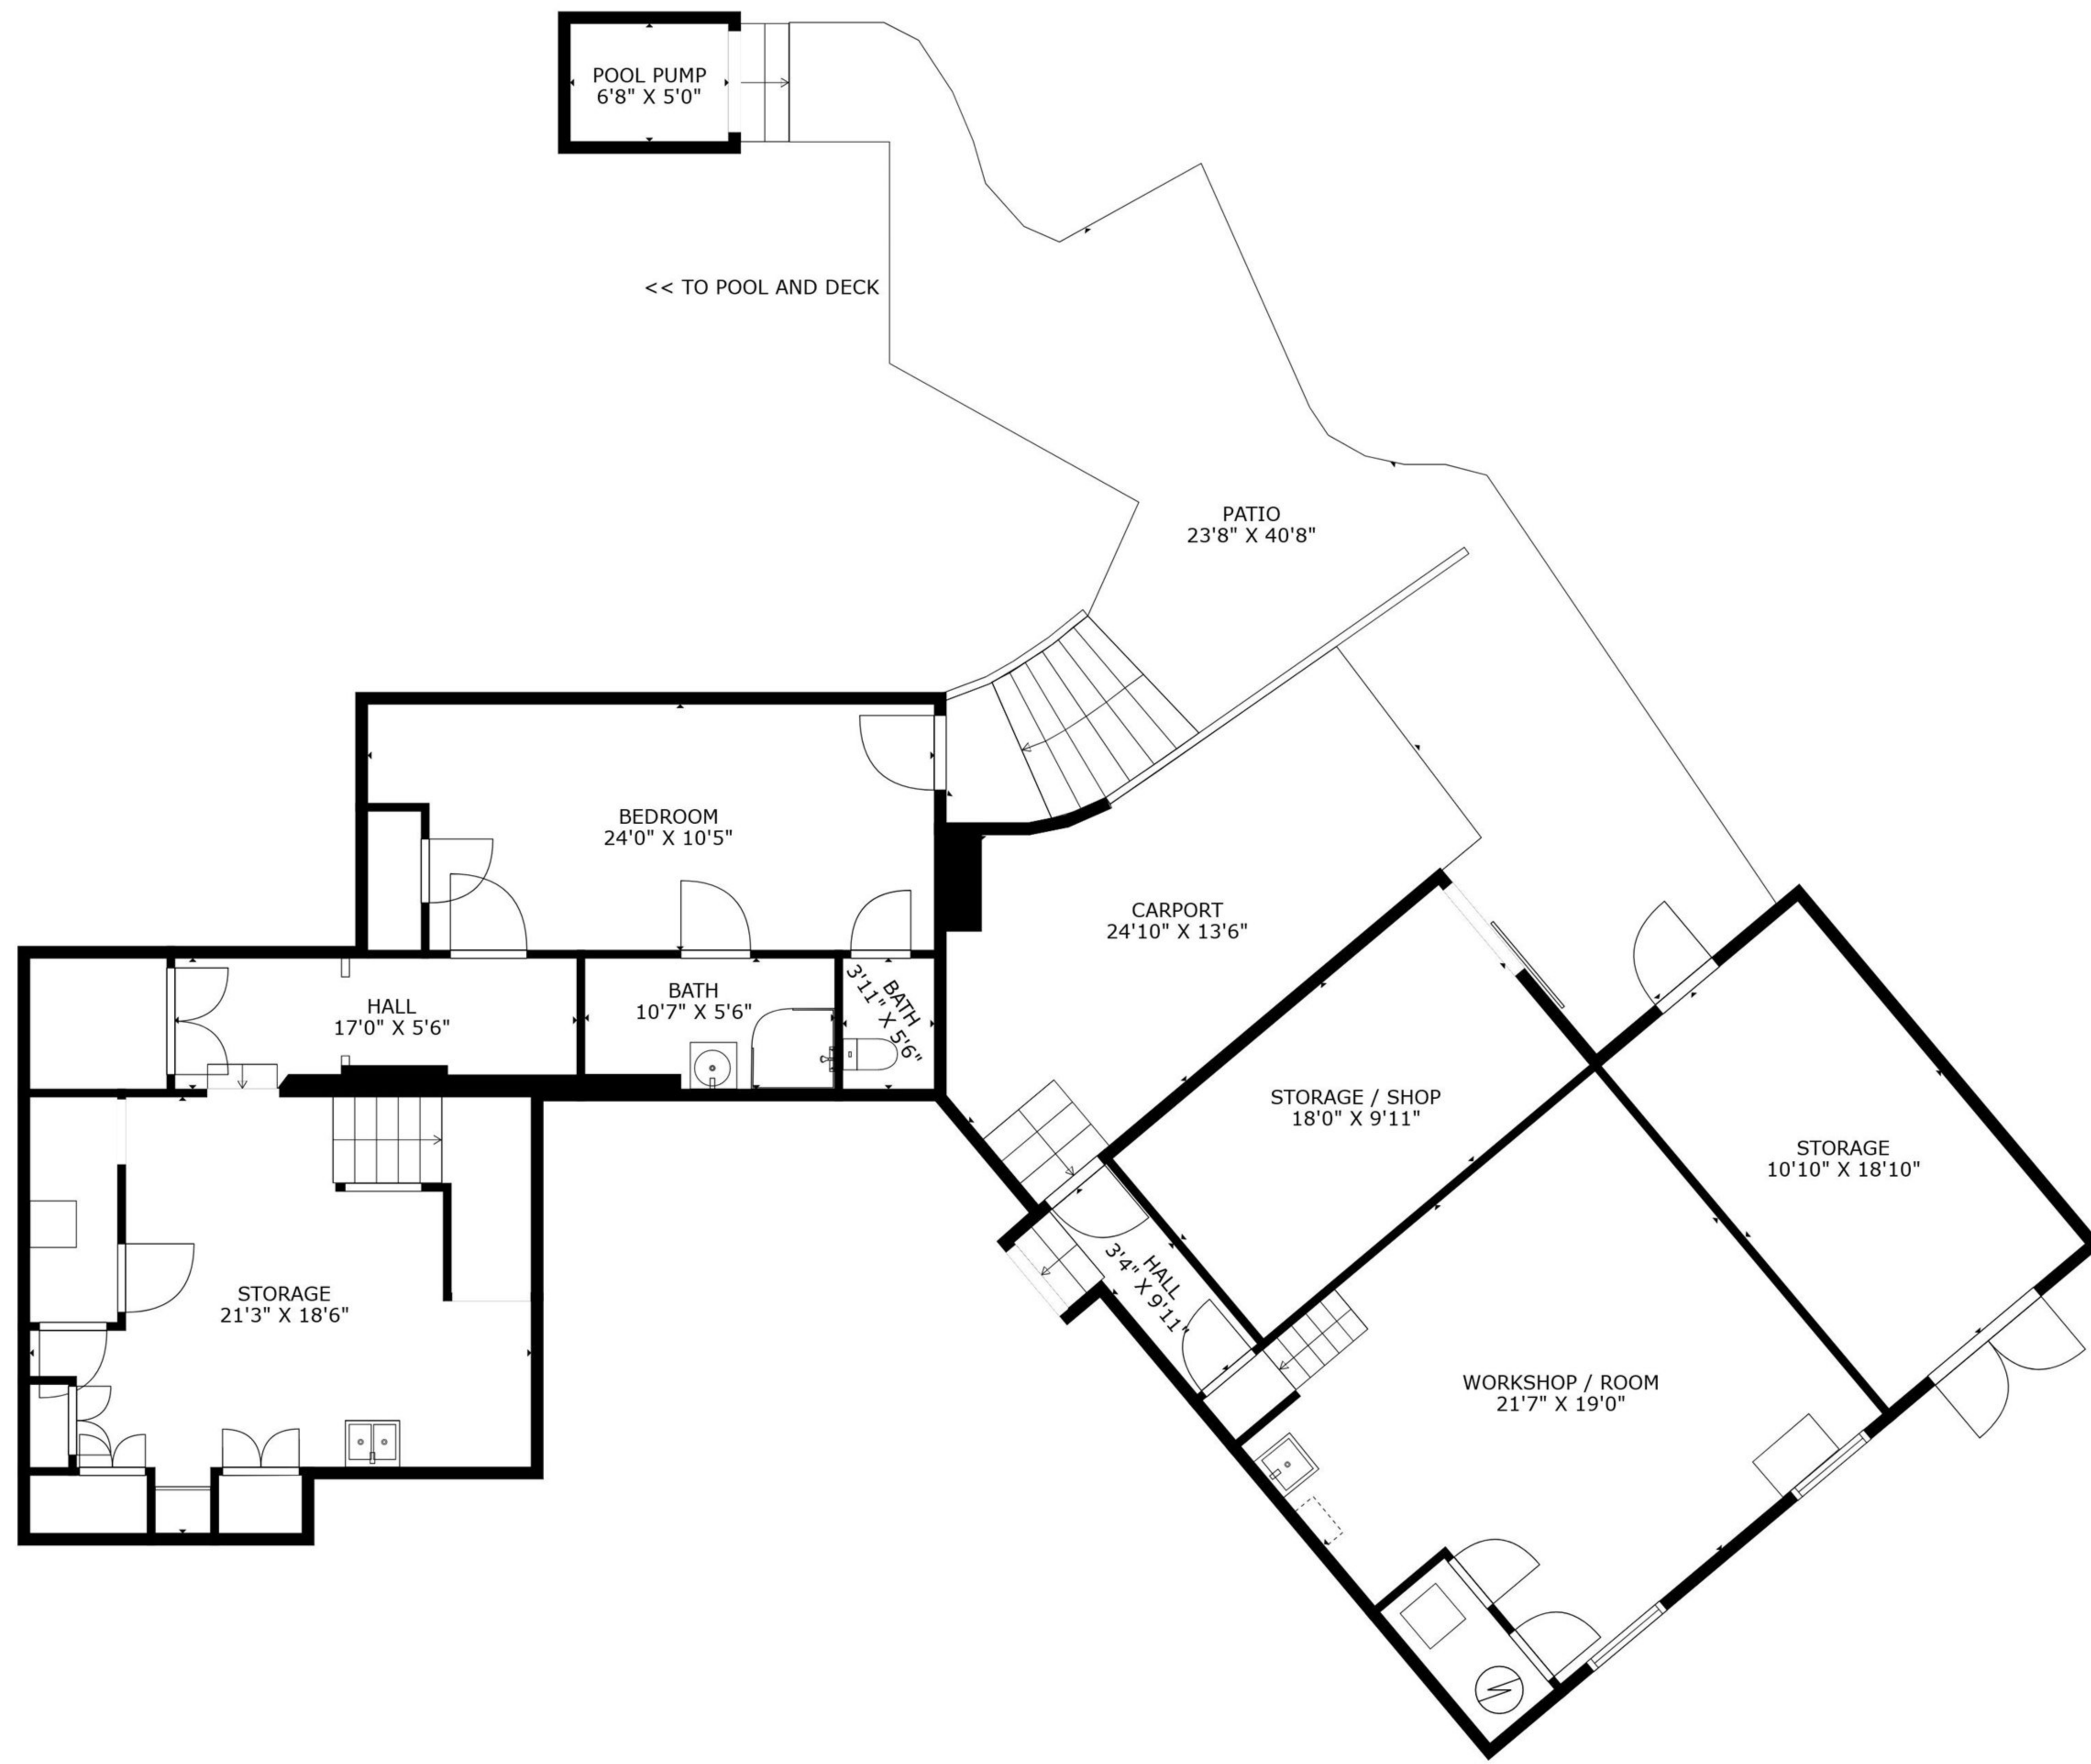 POOL PUMP
6'8" X 5'0"
<< TO POOL AND DECK
PATIO
23'8" X 40'8"
BEDROOM
24'0" X 10'5"
CARPORT
24'10" X 13'6"
HALL
17'0" X 5'6"
BATH
10'7" X 5'6"
BATH
3'11" X 5'6"
STORAGE / SHOP
18'0" X 9'11"
STORAGE
10'10" X 18'10"
HALL
3'4" X 9'11"
STORAGE
21'3" X 18'6"
WORKSHOP / ROOM
21'7" X 19'0"